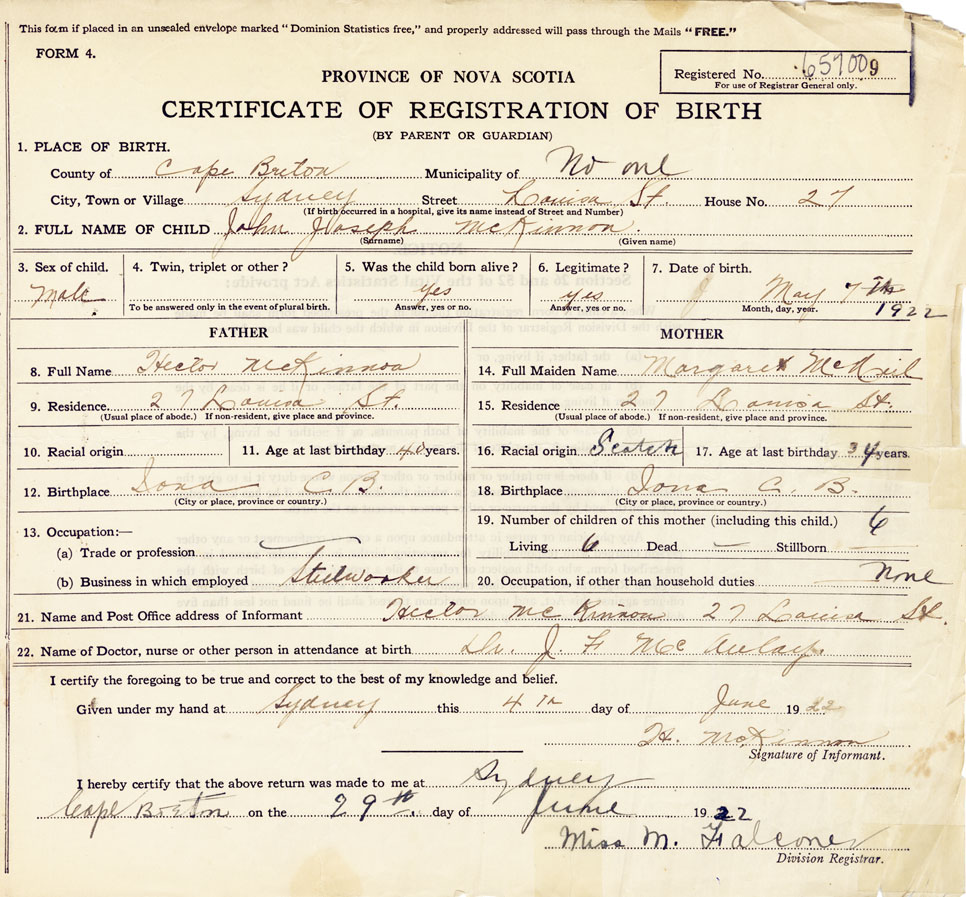 This form if placed in an unsealed envelope marked "Dominion Statistics free," and properly addressed will pass through the Mails "FREE."
FORM 4.
PROVINCE OF NOVA SCOTIA
Registered No. 657009
For use of Registrar General only.
CERTIFICATE OF REGISTRATION OF BIRTH
(BY PARENT OR GUARDIAN)
1. PLACE OF BIRTH.
County of Cape Breton Municipality of No one
City, Town or Village Sydney Street Louisa St. House No. 27
(If birth occurred in a hospital, give its name instead of Street and Number)
2. FULL NAME OF CHILD John Joseph McKinnon.
(Surname) (Given name)
3. Sex of child. 4. Twin, triplet or other? 5. Was the child born alive? 6. Legitimate? 7. Date of birth.
Male yes yes May 7th
To be answered only in the event of plural birth. Answer, yes or no. Answer, yes or no. Month, day, year. 1922
FATHER MOTHER
8. Full Name Hector McKinnon 14. Full Maiden Name Margaret McNeil
9. Residence. 27 Louisa St. 15. Residence 27 Louisa St.
(Usual place of abode.) If non-resident, give place and province. (Usual place of abode.) If non-resident, give place and province.
10. Racial origin 11. Age at last birthday 40 years. 16. Racial origin Scotch 17. Age at last birthday 34 years.
12. Birthplace Iona C. B. 18. Birthplace Iona C. B.
(City or place, province or country.) (City or place, province or country.)
13. Occupation:— 19. Number of children of this mother (including this child.) 6
(a) Trade or profession Living 6 Dead — Stillborn —
(b) Business in which employed Steelworker 20. Occupation, if other than household duties None
21. Name and Post Office address of Informant Hector McKinnon 27 Louisa St.
22. Name of Doctor, nurse or other person in attendance at birth Dr. J. F. McAulay.
I certify the foregoing to be true and correct to the best of my knowledge and belief.
Given under my hand at Sydney this 4th day of June 1922
H. McKinnon
Signature of Informant.
I hereby certify that the above return was made to me at Sydney
Cape Breton on the 29th. day of June 1922
Miss M. Falconer
Division Registrar.